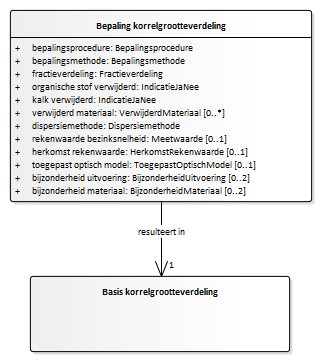 Bepaling korrelgrootteverdeling
+ bepalingsprocedure: Bepalingsprocedure
+ bepalingsmethode: Bepalingsmethode
+ fractieverdeling: Fractieverdeling
+ organische stof verwijderd: IndicatieJaNee
+ kalk verwijderd: IndicatieJaNee
+ verwijderd materiaal: VerwijderdMateriaal [0..*]
+ dispersiemethode: Dispersiemethode
+ rekenwaarde bezinksnelheid: Meetwaarde [0..1]
+ herkomst rekenwaarde: HerkomstRekenwaarde [0..1]
+ toegepast optisch model: ToegepastOptischModel [0..1]
+ bijzonderheid uitvoering: BijzonderheidUitvoering [0..2]
+ bijzonderheid materiaal: BijzonderheidMateriaal [0..2]
resulteert in
1
Basis korrelgrootteverdeling